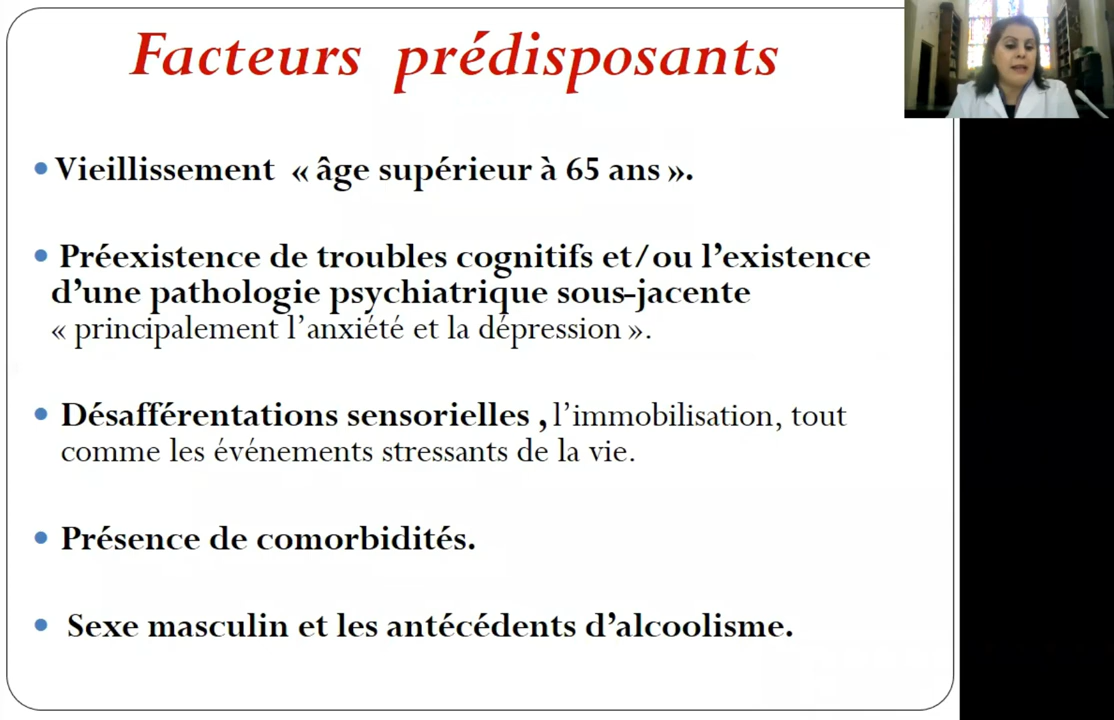 Facteurs prédisposants
• Vieillissement « âge supérieur à 65 ans ».
• Préexistence de troubles cognitifs et/ou l’existence
d’une pathologie psychiatrique sous-jacente
« principalement l’anxiété et la dépression ».
• Désafférentations sensorielles , l’immobilisation, tout
comme les événements stressants de la vie.
• Présence de comorbidités.
• Sexe masculin et les antécédents d’alcoolisme.